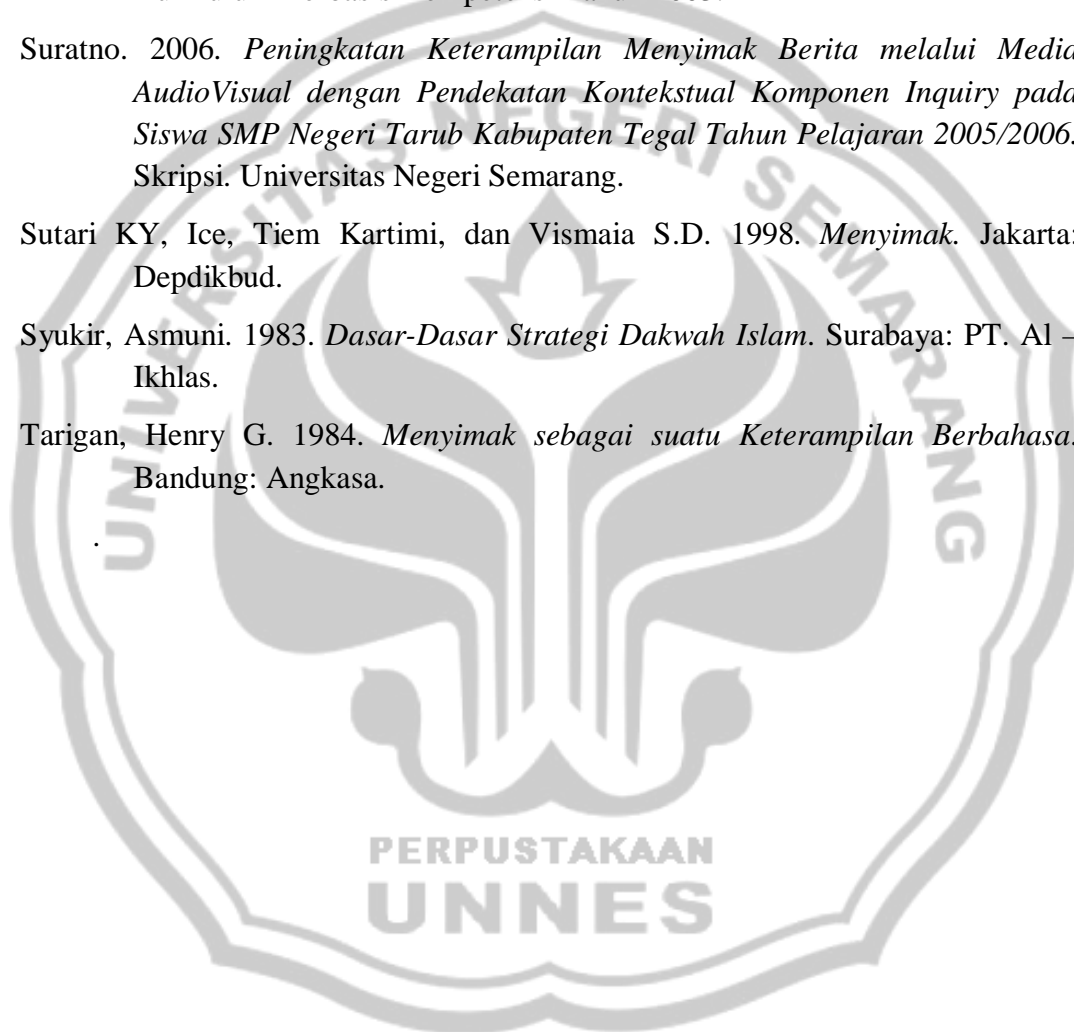 Suratno. 2006. Peningkatan Keterampilan Menyimak Berita melalui Media
AudioVisual dengan Pendekatan Kontekstual Komponen Inquiry pada
Siswa SMP Negeri Tarub Kabupaten Tegal Tahun Pelajaran 2005/2006.
Skripsi. Universitas Negeri Semarang.
Sutari KY, Ice, Tiem Kartimi, dan Vismaia S.D. 1998. Menyimak. Jakarta:
Depdikbud.
Syukir, Asmuni. 1983. Dasar-Dasar Strategi Dakwah Islam. Surabaya: PT. Al –
Ikhlas.
Tarigan, Henry G. 1984. Menyimak sebagai suatu Keterampilan Berbahasa.
Bandung: Angkasa.
.
UNIVERSITAS NEGERI SEMARANG
PERPUSTAKAAN
UNNES